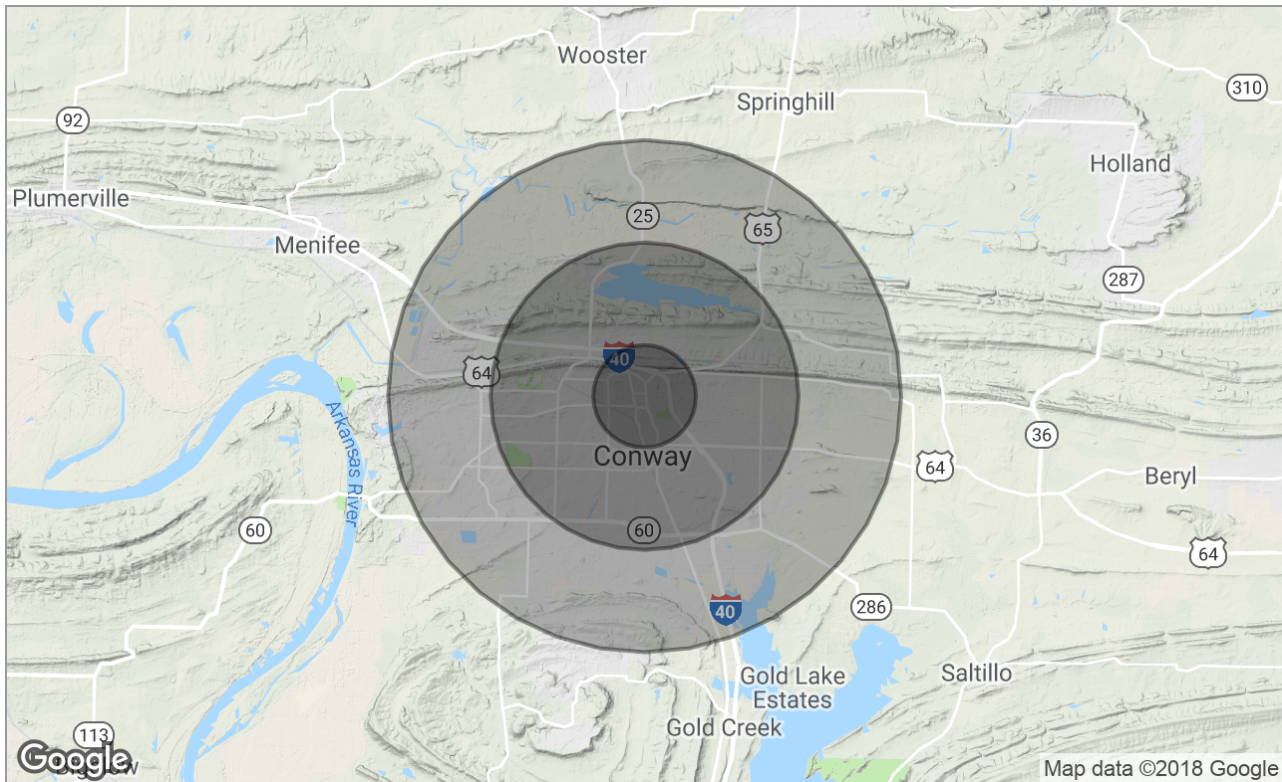 Wooster
310
Springhill
92
Holland
Plumerville
25
65
Menifee
287
40
64
Arkansas River
36
Conway
64
Beryl
60
60
64
40
286
Gold Lake
Estates
Saltillo
Gold Creek
113
Google
Map data ©2018 Google